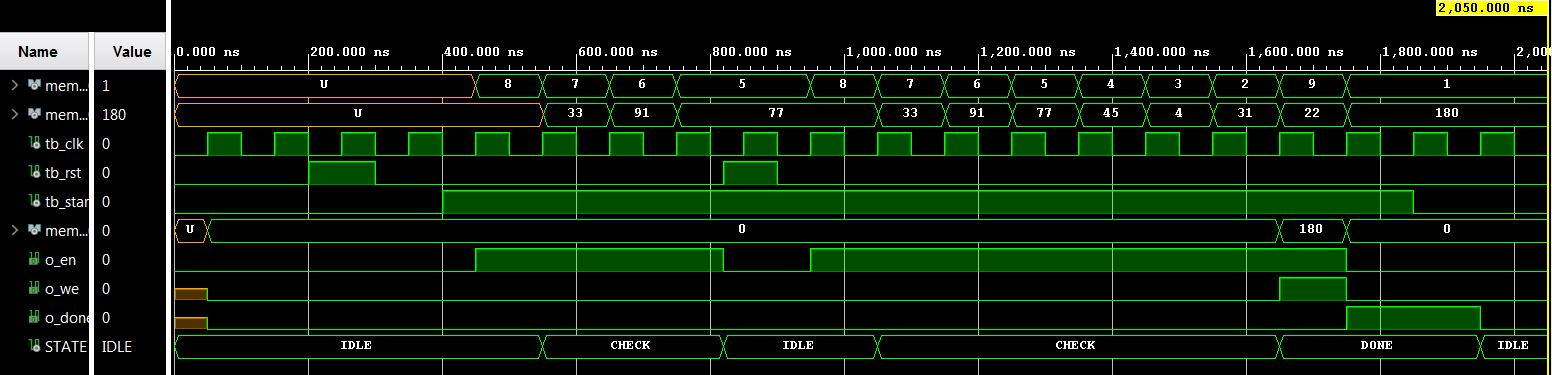 2,050.000 ns
Name Value 0.000 ns 200.000 ns 400.000 ns 600.000 ns 800.000 ns 1,000.000 ns 1,200.000 ns 1,400.000 ns 1,600.000 ns 1,800.000 ns 2,00
mem... 1 U 8 7 6 5 8 7 6 5 4 3 2 9 1
mem... 180 U 33 91 77 33 91 77 45 4 31 22 180
tb_clk 0
tb_rst 0
tb_star 0
mem... 0 U 0 180 0
o_en 0
o_we 0
o_done 0
STATE IDLE IDLE CHECK IDLE CHECK DONE IDLE